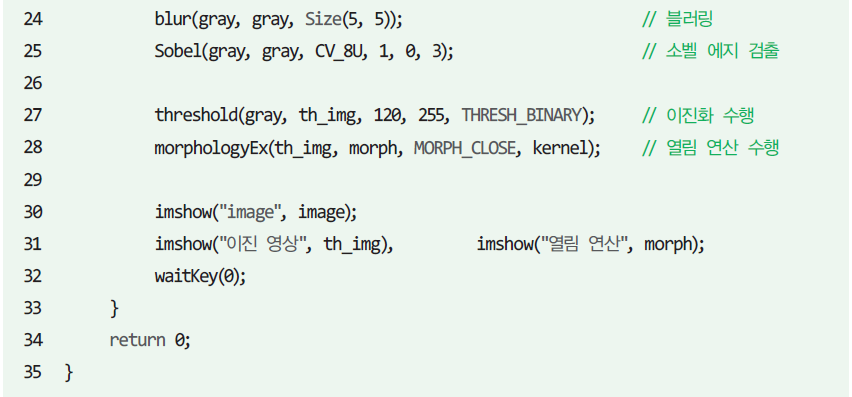 24 blur(gray, gray, Size(5, 5)); // 블러링
25 Sobel(gray, gray, CV_8U, 1, 0, 3); // 소벨 에지 검출
26
27 threshold(gray, th_img, 120, 255, THRESH_BINARY); // 이진화 수행
28 morphologyEx(th_img, morph, MORPH_CLOSE, kernel); // 열림 연산 수행
29
30 imshow("image", image);
31 imshow("이진 영상", th_img), imshow("열림 연산", morph);
32 waitKey(0);
33 }
34 return 0;
35 }